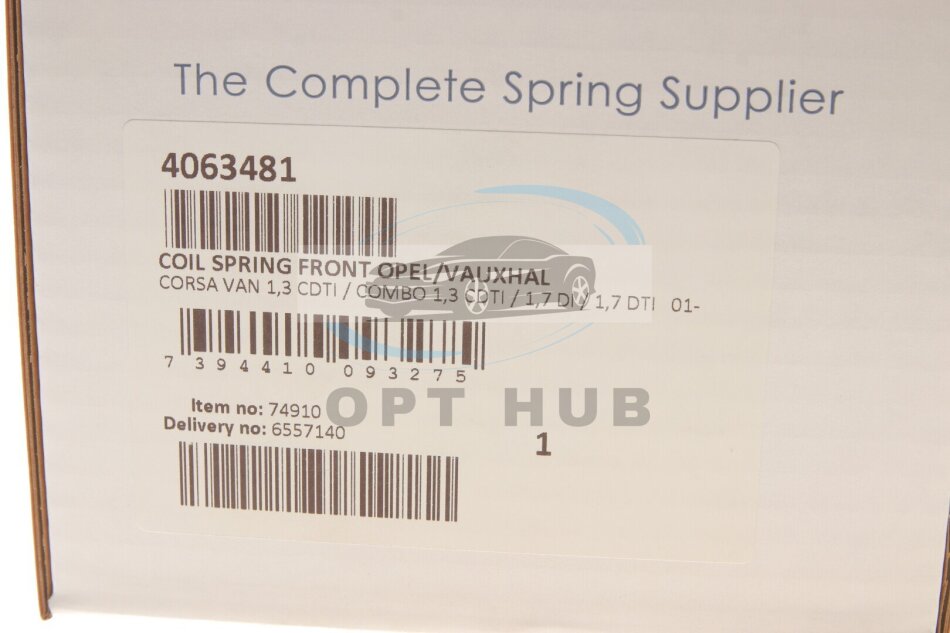 The Complete Spring Supplier
4063481
COIL SPRING FRONT OPEL/VAUXHAL
CORSA VAN 1,3 CDTI / COMBO 1,3 CDTI / 1,7 DI / 1,7 DTI 01-
7 394410 093275
Item no: 74910
OPT HUB
Delivery no: 6557140
1